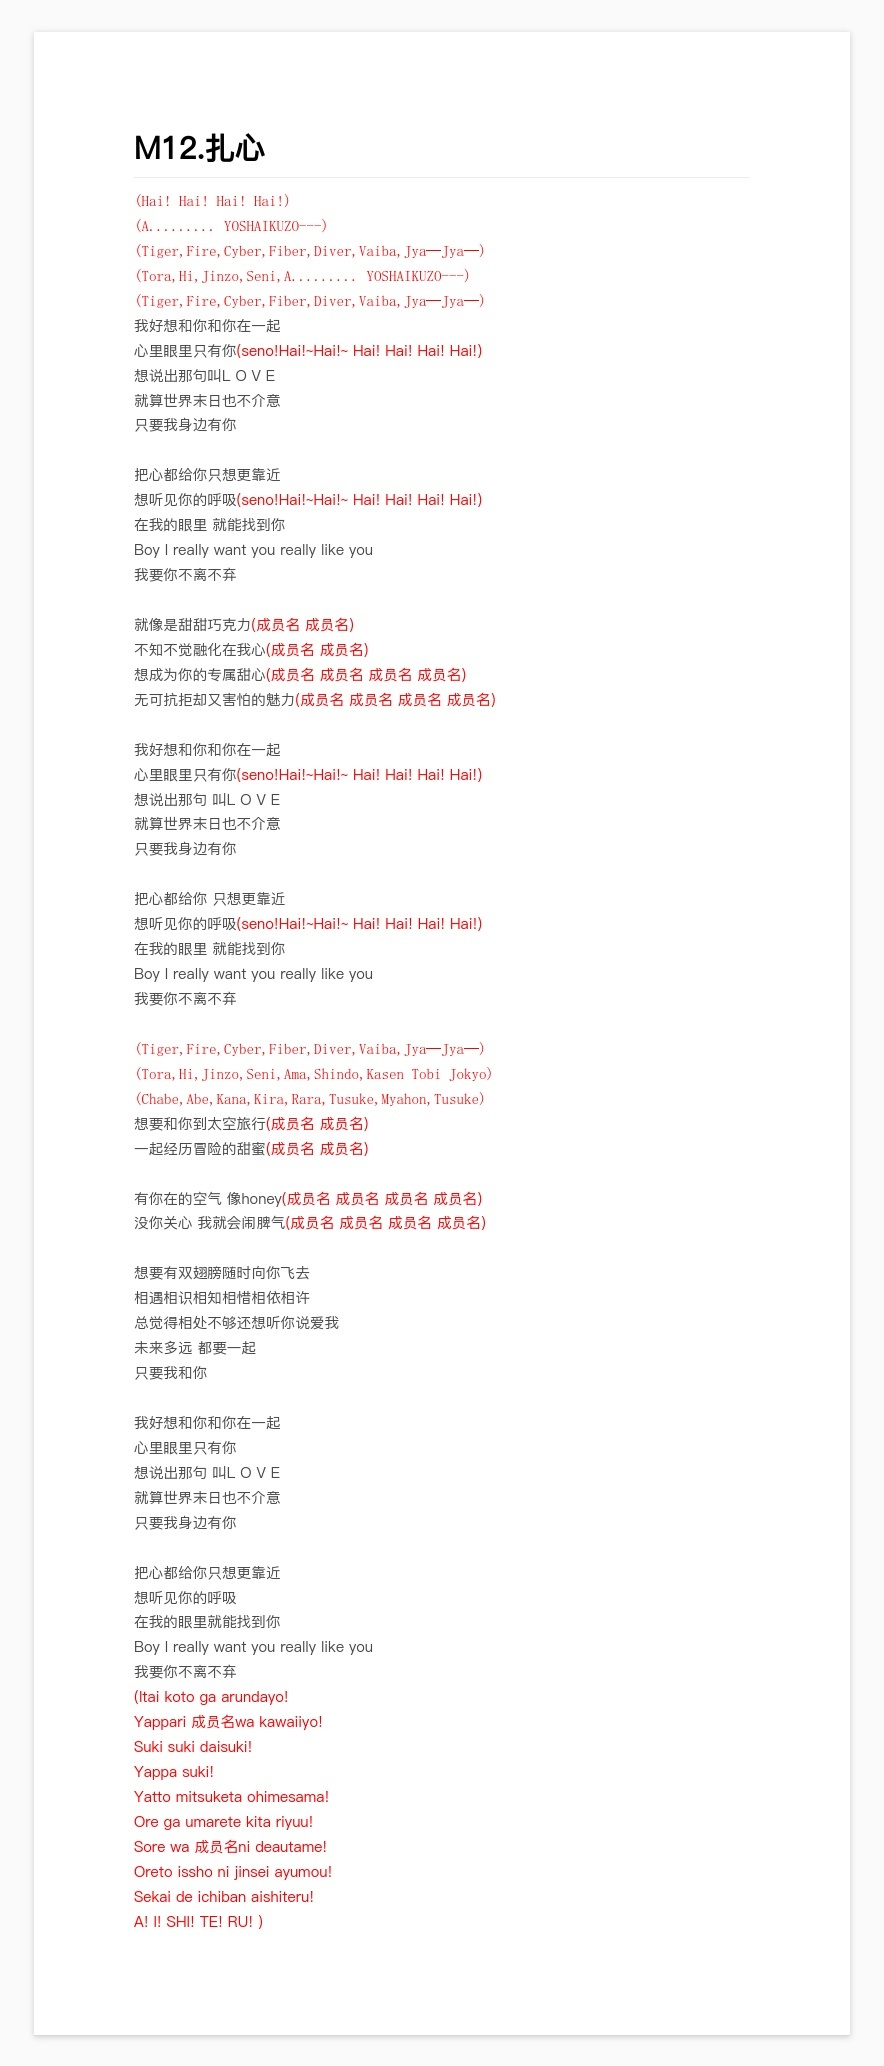 M12.扎心
(Hai! Hai! Hai! Hai!)
(A......... YOSHAIKUZO---)
(Tiger,Fire,Cyber,Fiber,Diver,Vaiba,Jya──Jya──)
(Tora,Hi,Jinzo,Seni,A......... YOSHAIKUZO---)
(Tiger,Fire,Cyber,Fiber,Diver,Vaiba,Jya──Jya──)
我好想和你和你在一起
心里眼里只有你(seno!Hai!~Hai!~ Hai! Hai! Hai! Hai!)
想说出那句叫L O V E
就算世界末日也不介意
只要我身边有你
把心都给你只想更靠近
想听见你的呼吸(seno!Hai!~Hai!~ Hai! Hai! Hai! Hai!)
在我的眼里 就能找到你
Boy I really want you really like you
我要你不离不弃
就像是甜甜巧克力(成员名 成员名)
不知不觉融化在我心(成员名 成员名)
想成为你的专属甜心(成员名 成员名 成员名 成员名)
无可抗拒却又害怕的魅力(成员名 成员名 成员名 成员名)
我好想和你和你在一起
心里眼里只有你(seno!Hai!~Hai!~ Hai! Hai! Hai! Hai!)
想说出那句 叫L O V E
就算世界末日也不介意
只要我身边有你
把心都给你 只想更靠近
想听见你的呼吸(seno!Hai!~Hai!~ Hai! Hai! Hai! Hai!)
在我的眼里 就能找到你
Boy I really want you really like you
我要你不离不弃
(Tiger,Fire,Cyber,Fiber,Diver,Vaiba,Jya──Jya──)
(Tora,Hi,Jinzo,Seni,Ama,Shindo,Kasen Tobi Jokyo)
(Chabe,Abe,Kana,Kira,Rara,Tusuke,Myahon,Tusuke)
想要和你到太空旅行(成员名 成员名)
一起经历冒险的甜蜜(成员名 成员名)
有你在的空气 像honey(成员名 成员名 成员名 成员名)
没你关心 我就会闹脾气(成员名 成员名 成员名 成员名)
想要有双翅膀随时向你飞去
相遇相识相知相惜相依相许
总觉得相处不够还想听你说爱我
未来多远 都要一起
只要我和你
我好想和你和你在一起
心里眼里只有你
想说出那句 叫L O V E
就算世界末日也不介意
只要我身边有你
把心都给你只想更靠近
想听见你的呼吸
在我的眼里就能找到你
Boy I really want you really like you
我要你不离不弃
(Itai koto ga arundayo!
Yappari 成员名wa kawaiiyo!
Suki suki daisuki!
Yappa suki!
Yatto mitsuketa ohimesama!
Ore ga umarete kita riyuu!
Sore wa 成员名ni deautame!
Oreto issho ni jinsei ayumou!
Sekai de ichiban aishiteru!
A! I! SHI! TE! RU! )